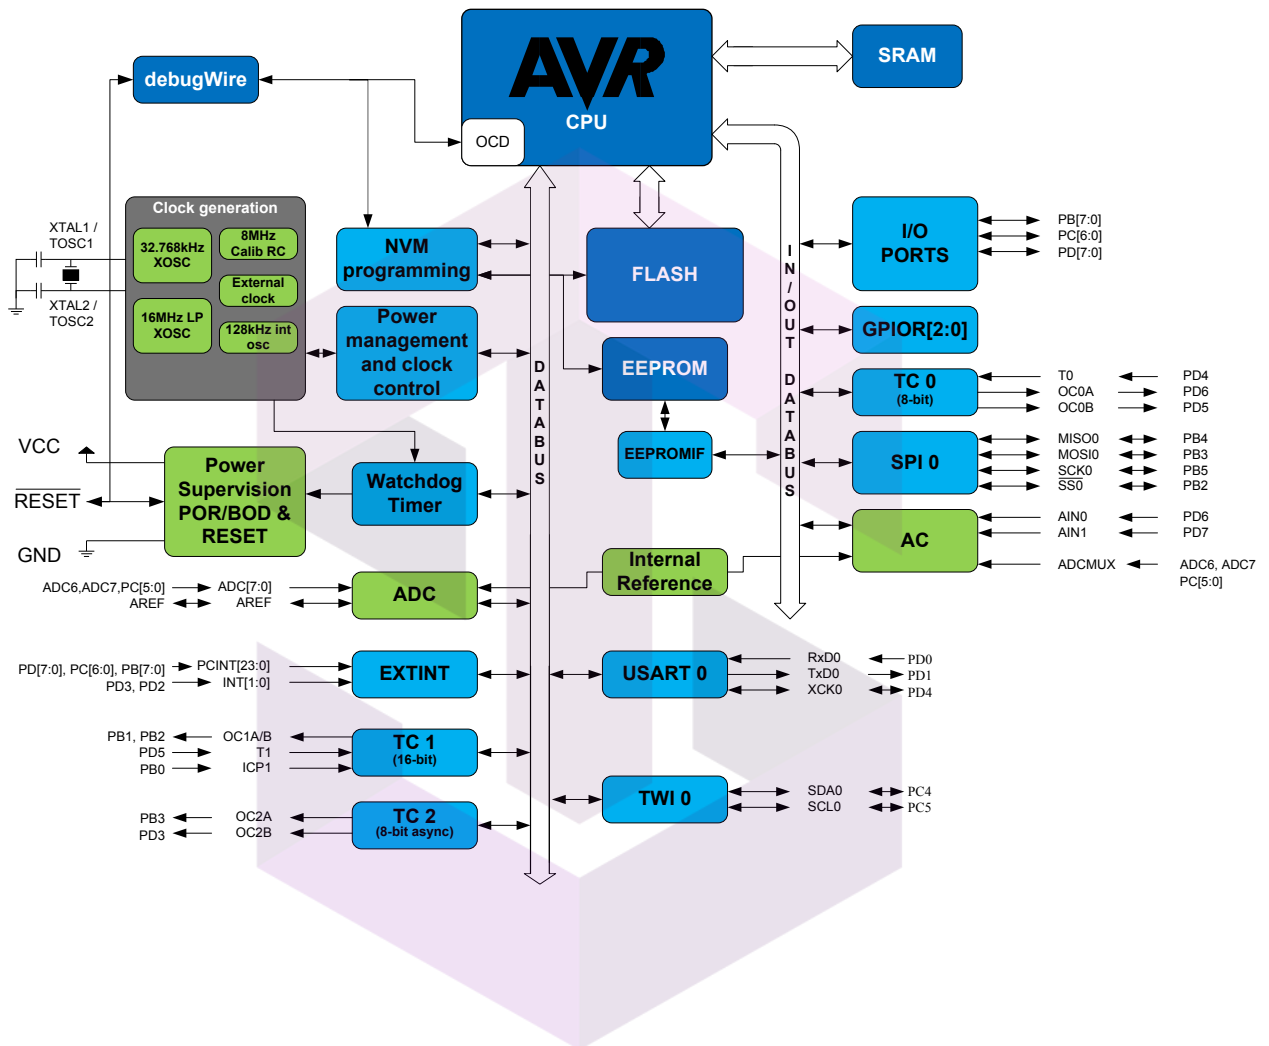 AVR
CPU
OCD
SRAM
debugWire
Clock generation
XTAL1 /
TOSC1
32.768kHz
XOSC
8MHz
Calib RC
External
clock
XTAL2 /
TOSC2
16MHz LP
XOSC
128kHz int
osc
NVM
programming
Power
management
and clock
control
FLASH
EEPROM
EEPROMIF
DATABUS
IN/OUT DATABUS
I/O
PORTS
PB[7:0]
PC[6:0]
PD[7:0]
GPIOR[2:0]
TC 0
(8-bit)
T0 PD4
OC0A PD6
OC0B PD5
SPI 0
MISO0 PB4
MOSI0 PB3
SCK0 PB5
SS0 PB2
AC
AIN0 PD6
AIN1 PD7
ADCMUX ADC6, ADC7
PC[5:0]
VCC
RESET
GND
Power
Supervision
POR/BOD &
RESET
Watchdog
Timer
Internal
Reference
ADC6,ADC7,PC[5:0] ADC[7:0]
AREF AREF
ADC
PD[7:0], PC[6:0], PB[7:0] PCINT[23:0]
PD3, PD2 INT[1:0]
EXTINT
USART 0
RxD0 PD0
TxD0 PD1
XCK0 PD4
PB1, PB2 OC1A/B
PD5 T1
PB0 ICP1
TC 1
(16-bit)
TWI 0
SDA0 PC4
SCL0 PC5
PB3 OC2A
PD3 OC2B
TC 2
(8-bit async)